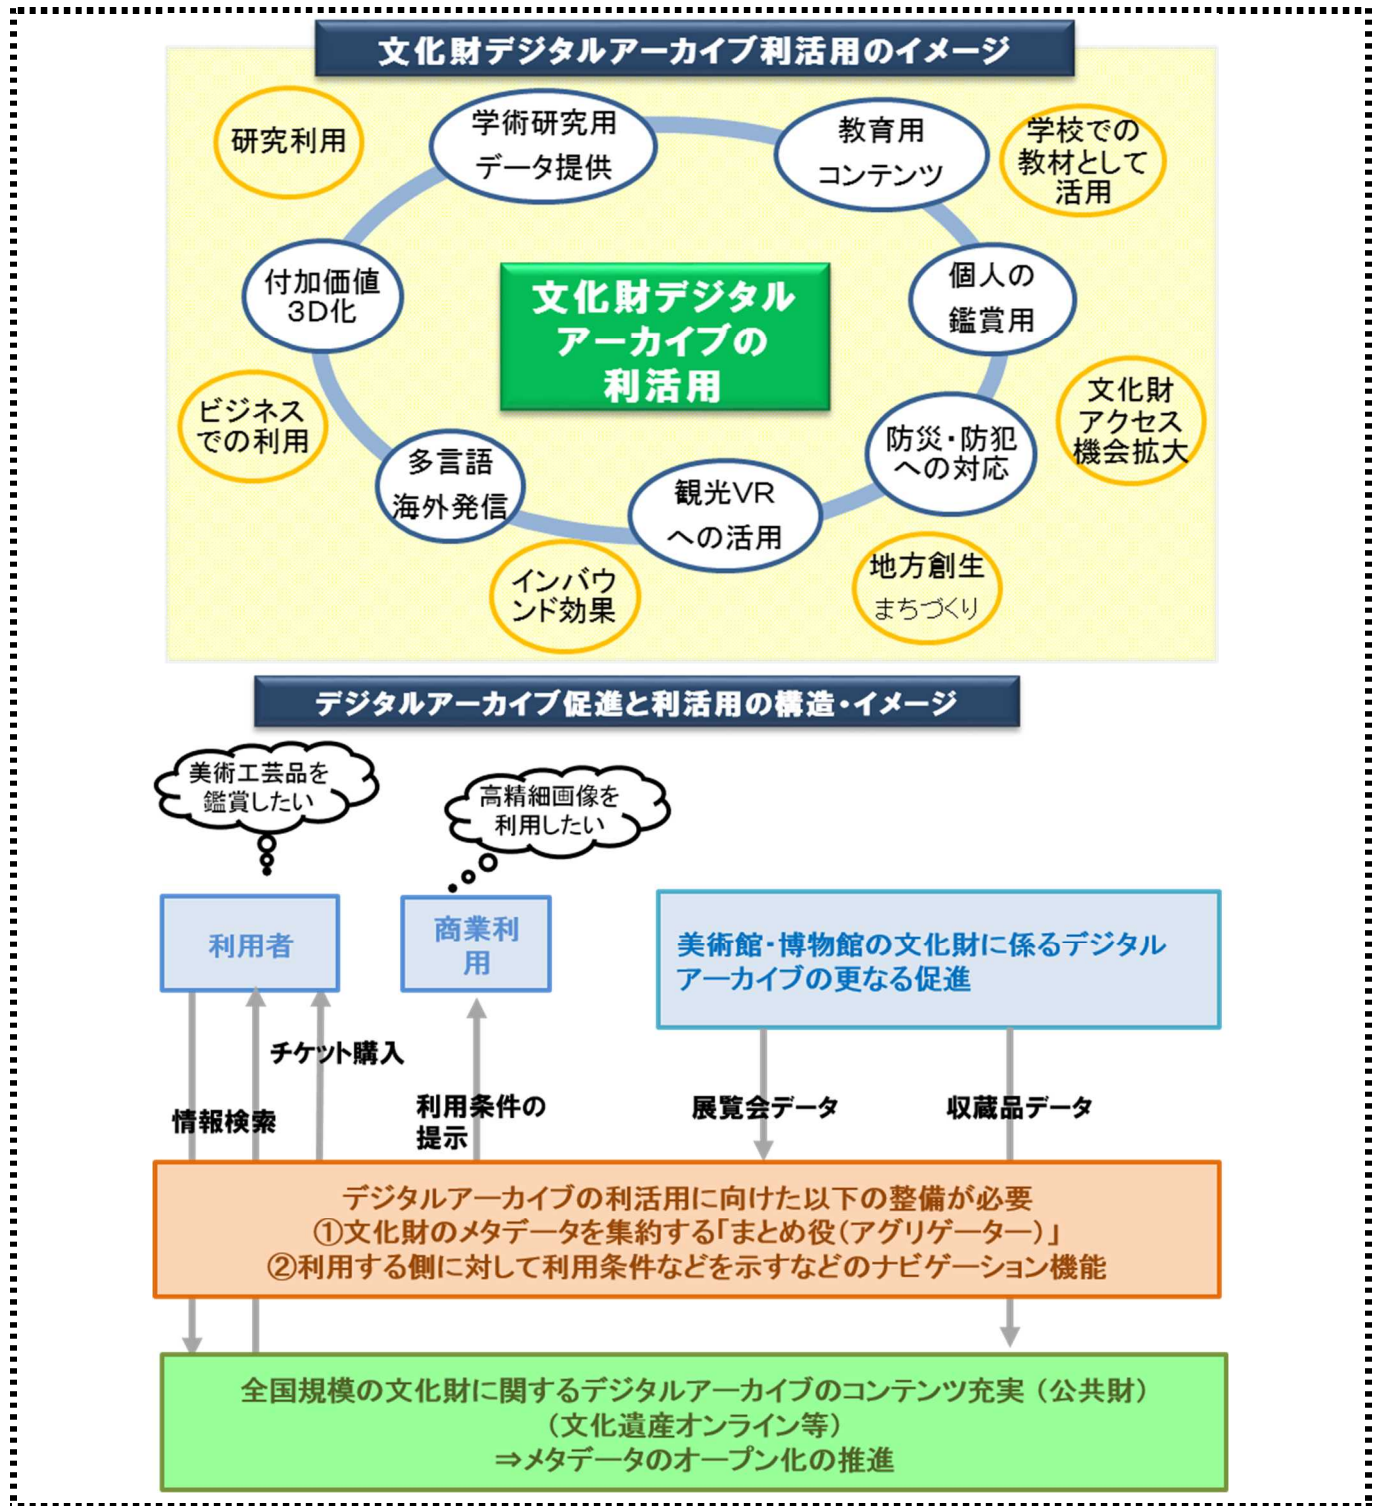 文化財デジタルアーカイブ利活用のイメージ
研究利用
学術研究用
データ提供
教育用
コンテンツ
学校での
教材として
活用
付加価値
3D化
文化財デジタル
アーカイブの
利活用
個人の
鑑賞用
ビジネス
での利用
文化財
アクセス
機会拡大
多言語
海外発信
観光VR
への活用
防災・防犯
への対応
インバウ
ンド効果
地方創生
まちづくり
デジタルアーカイブ促進と利活用の構造・イメージ
美術工芸品を
鑑賞したい
高精細画像を
利用したい
利用者
商業利
用
美術館・博物館の文化財に係るデジタル
アーカイブの更なる促進
チケット購入
情報検索
利用条件の
提示
展覧会データ
収蔵品データ
デジタルアーカイブの利活用に向けた以下の整備が必要
①文化財のメタデータを集約する「まとめ役（アグリゲーター）」
②利用する側に対して利用条件などを示すなどのナビゲーション機能
全国規模の文化財に関するデジタルアーカイブのコンテンツ充実（公共財）
（文化遺産オンライン等）
⇒メタデータのオープン化の推進